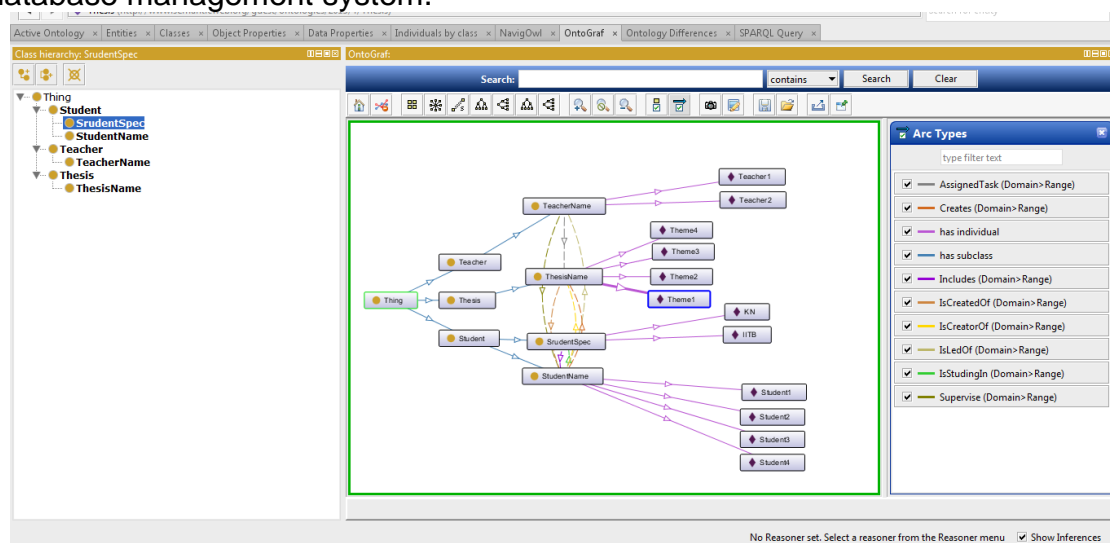 database management system.
Active Ontology × Entities × Classes × Object Properties × Data Properties × Individuals by class × NavigOwl × OntoGraf × Ontology Differences × SPARQL Query ×
Class hierarchy: SrudentSpec
OntoGraf:
Search: contains Search Clear
Thing
Student
SrudentSpec
StudentName
Teacher
TeacherName
Thesis
ThesisName
Teacher1
Teacher2
TeacherName
Theme4
Theme3
Teacher
ThesisName
Theme2
Thing
Thesis
Theme1
KN
Student
SrudentSpec
IITB
StudentName
Student1
Student2
Student3
Student4
Arc Types
type filter text
AssignedTask (Domain>Range)
Creates (Domain>Range)
has individual
has subclass
Includes (Domain>Range)
IsCreatedOf (Domain>Range)
IsCreatorOf (Domain>Range)
IsLedOf (Domain>Range)
IsStudingIn (Domain>Range)
Supervise (Domain>Range)
No Reasoner set. Select a reasoner from the Reasoner menu Show Inferences